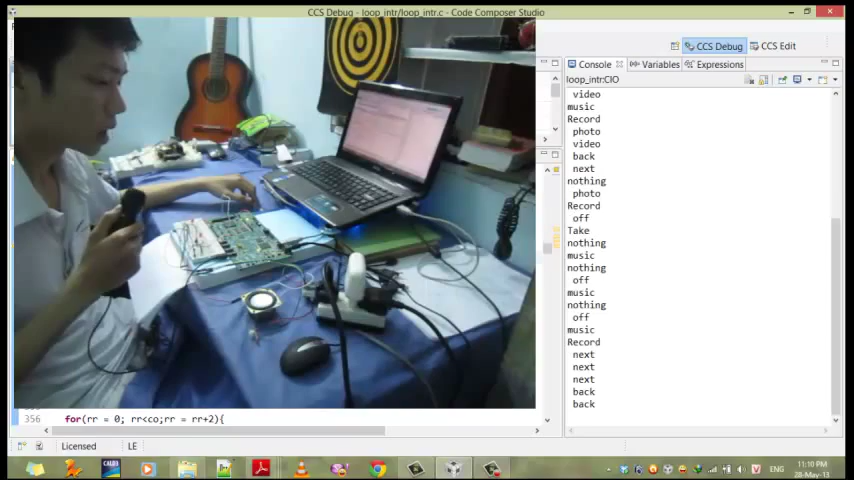 CCS Debug - loop_intr/loop_intr.c - Code Composer Studio
CCS Debug
CCS Edit
Console
Variables
Expressions
loop_intr:CIO
video
music
Record
photo
video
back
next
nothing
photo
Record
off
Take
nothing
music
nothing
off
music
nothing
off
music
Record
next
next
next
back
back
356 for(rr = 0; rr<co;rr = rr+2){
Licensed
LE
ENG
11:10 PM
28-May-13